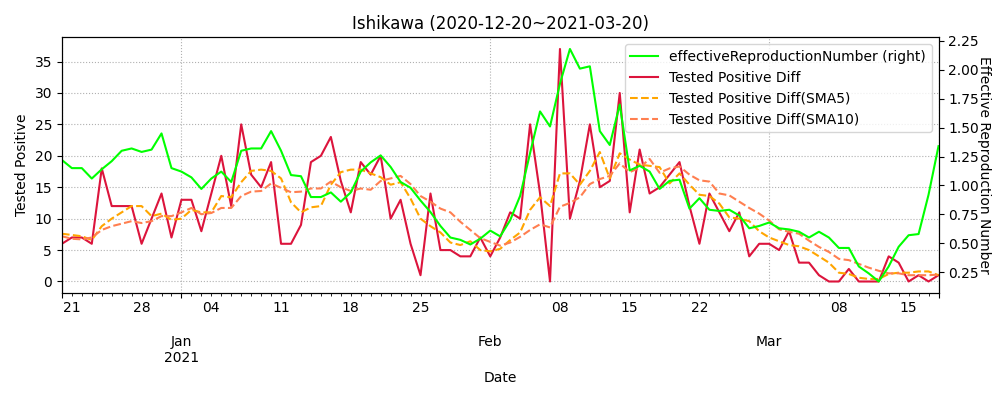 Ishikawa (2020-12-20~2021-03-20)
effectiveReproductionNumber (right)
Tested Positive Diff
Tested Positive Diff(SMA5)
Tested Positive Diff(SMA10)
Tested Positive
35
30
25
20
15
10
5
0
2.25
2.00
1.75
1.50
1.25
1.00
0.75
0.50
0.25
Effective Reproduction Number
21 28 04 11 18 25 08 15 22 08 15
Jan Feb Mar
2021
Date